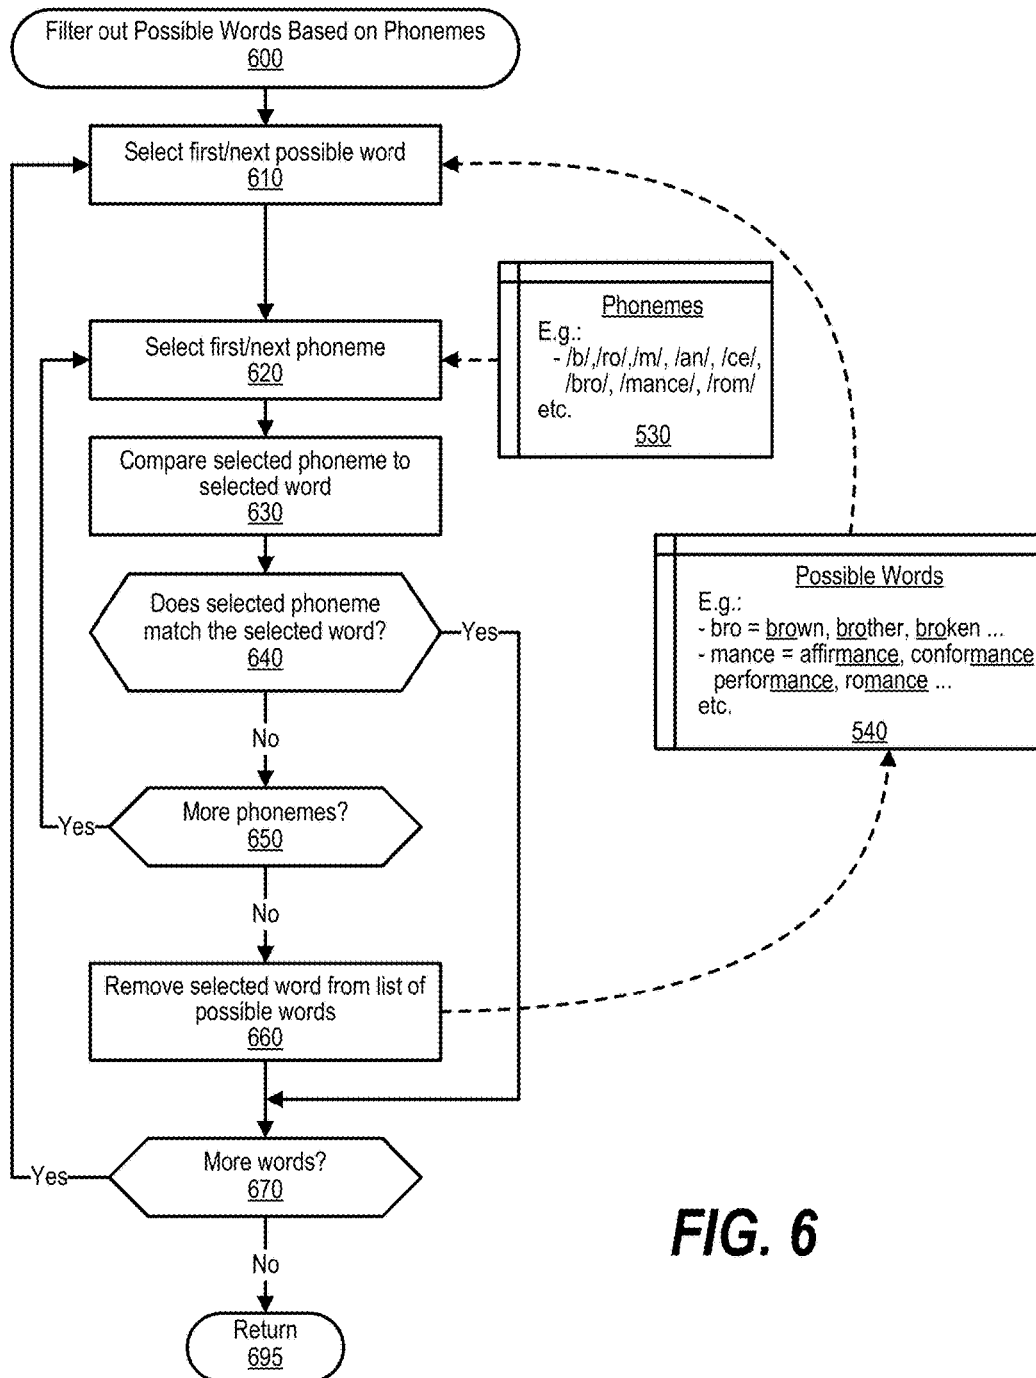 Filter out Possible Words Based on Phonemes
600
Select first/next possible word
610
Phonemes
E.g.:
- /b/,/ro/,/m/, /an/, /ce/,
/bro/, /mance/, /rom/
etc.
530
Select first/next phoneme
620
Compare selected phoneme to
selected word
630
Possible Words
E.g.:
- bro = brown, brother, broken ...
- mance = affirmance, conformance
performance, romance ...
etc.
540
Does selected phoneme
match the selected word?
640
Yes
No
More phonemes?
650
Yes
No
Remove selected word from list of
possible words
660
More words?
670
Yes
No
Return
695
FIG. 6